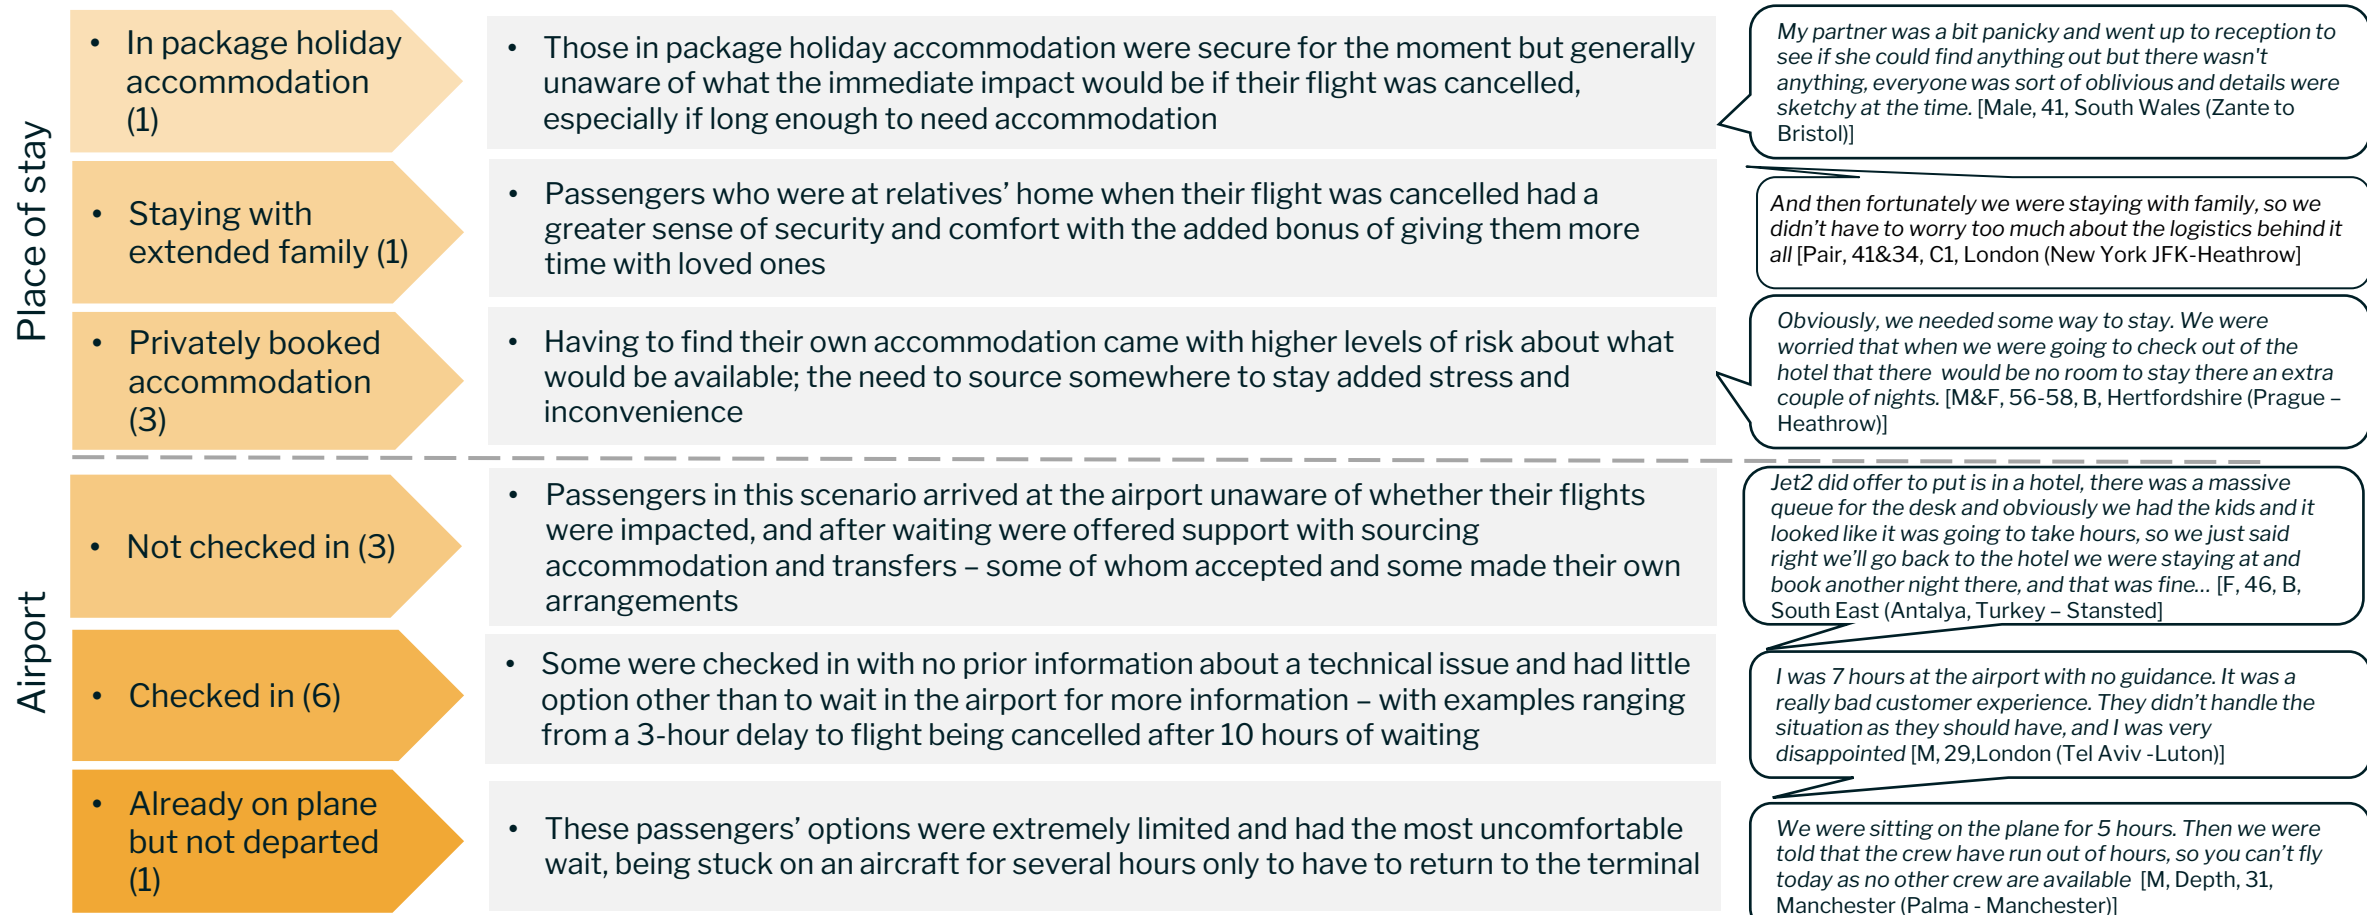 Place of stay
• In package holiday
accommodation
(1)
• Those in package holiday accommodation were secure for the moment but generally
unaware of what the immediate impact would be if their flight was cancelled,
especially if long enough to need accommodation
My partner was a bit panicky and went up to reception to
see if she could find anything out but there wasn't
anything, everyone was sort of oblivious and details were
sketchy at the time. [Male, 41, South Wales (Zante to
Bristol)]
• Staying with
extended family (1)
• Passengers who were at relatives’ home when their flight was cancelled had a
greater sense of security and comfort with the added bonus of giving them more
time with loved ones
And then fortunately we were staying with family, so we
didn’t have to worry too much about the logistics behind it
all [Pair, 41&34, C1, London (New York JFK-Heathrow]
• Privately booked
accommodation
(3)
• Having to find their own accommodation came with higher levels of risk about what
would be available; the need to source somewhere to stay added stress and
inconvenience
Obviously, we needed some way to stay. We were
worried that when we were going to check out of the
hotel that there would be no room to stay there an extra
couple of nights. [M&F, 56-58, B, Hertfordshire (Prague –
Heathrow)]
Airport
• Not checked in (3)
• Passengers in this scenario arrived at the airport unaware of whether their flights
were impacted, and after waiting were offered support with sourcing
accommodation and transfers – some of whom accepted and some made their own
arrangements
Jet2 did offer to put is in a hotel, there was a massive
queue for the desk and obviously we had the kids and it
looked like it was going to take hours, so we just said
right we’ll go back to the hotel we were staying at and
book another night there, and that was fine... [F, 46, B,
South East (Antalya, Turkey – Stansted]
• Checked in (6)
• Some were checked in with no prior information about a technical issue and had little
option other than to wait in the airport for more information – with examples ranging
from a 3-hour delay to flight being cancelled after 10 hours of waiting
I was 7 hours at the airport with no guidance. It was a
really bad customer experience. They didn’t handle the
situation as they should have, and I was very
disappointed [M, 29,London (Tel Aviv -Luton)]
• Already on plane
but not departed
(1)
• These passengers’ options were extremely limited and had the most uncomfortable
wait, being stuck on an aircraft for several hours only to have to return to the terminal
We were sitting on the plane for 5 hours. Then we were
told that the crew have run out of hours, so you can’t fly
today as no other crew are available [M, Depth, 31,
Manchester (Palma - Manchester)]